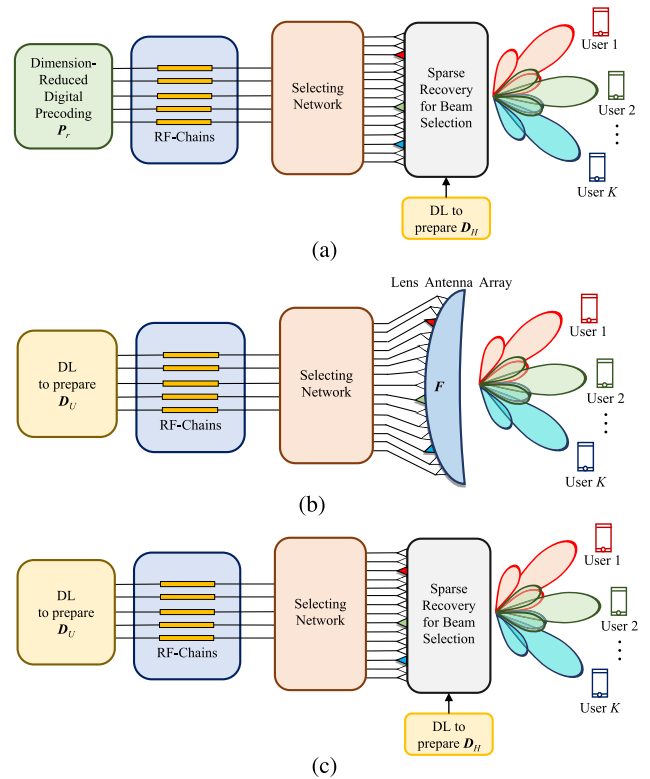 Dimension-
Reduced
Digital
Precoding
P_r
RF-Chains
Selecting
Network
Sparse
Recovery
for Beam
Selection
DL to
prepare D_H
User 1
User 2
User K
(a)
Lens Antenna Array
DL
to prepare
D_U
RF-Chains
Selecting
Network
F
User 1
User 2
User K
(b)
DL
to prepare
D_U
RF-Chains
Selecting
Network
Sparse
Recovery
for Beam
Selection
DL to
prepare D_H
User 1
User 2
User K
(c)